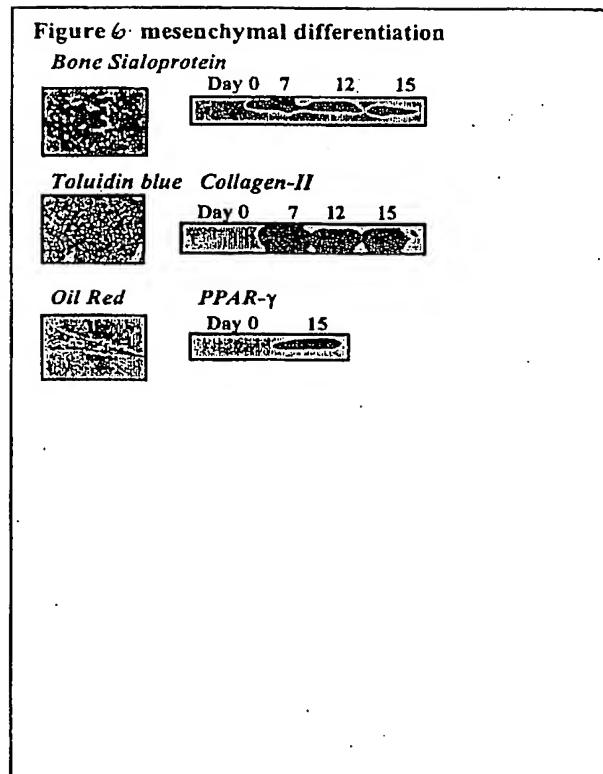 Figure 6. mesenchymal differentiation
Bone Sialoprotein
Day 0 7 12 15
Toluidin blue Collagen-II
Day 0 7 12 15
Oil Red PPAR-γ
Day 0 15